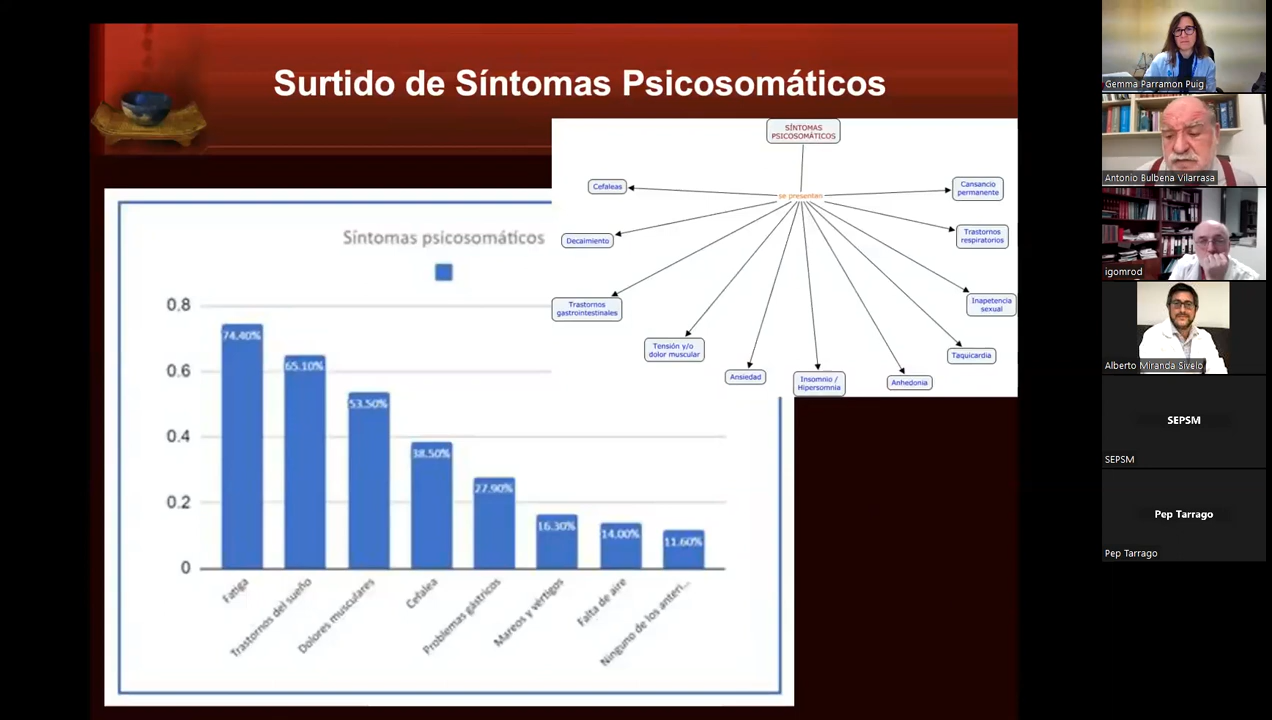 Surtido de Síntomas Psicosomáticos
SÍNTOMAS
PSICOSOMÁTICOS
se presentan
Cefaleas
Cansancio
permanente
Decaimiento
Trastornos
respiratorios
Trastornos
gastrointestinales
Inapetencia
sexual
Tensión y/o
dolor muscular
Taquicardia
Ansiedad
Insomnio /
Hipersomnia
Anhedonia
Síntomas psicosomáticos
0.8
0.6
0.4
0.2
0
74.40%
65.10%
53.50%
38.50%
27.90%
16.30%
14.00%
11.60%
Fatiga
Trastornos del sueño
Dolores musculares
Cefalea
Problemas gástricos
Mareos y vértigos
Falta de aire
Ninguno de los anteri...
Gemma Parramon Puig
Antonio Bulbena Vilarrasa
igomrod
Alberto Miranda Sivelo
SEPSM
SEPSM
Pep Tarrago
Pep Tarrago